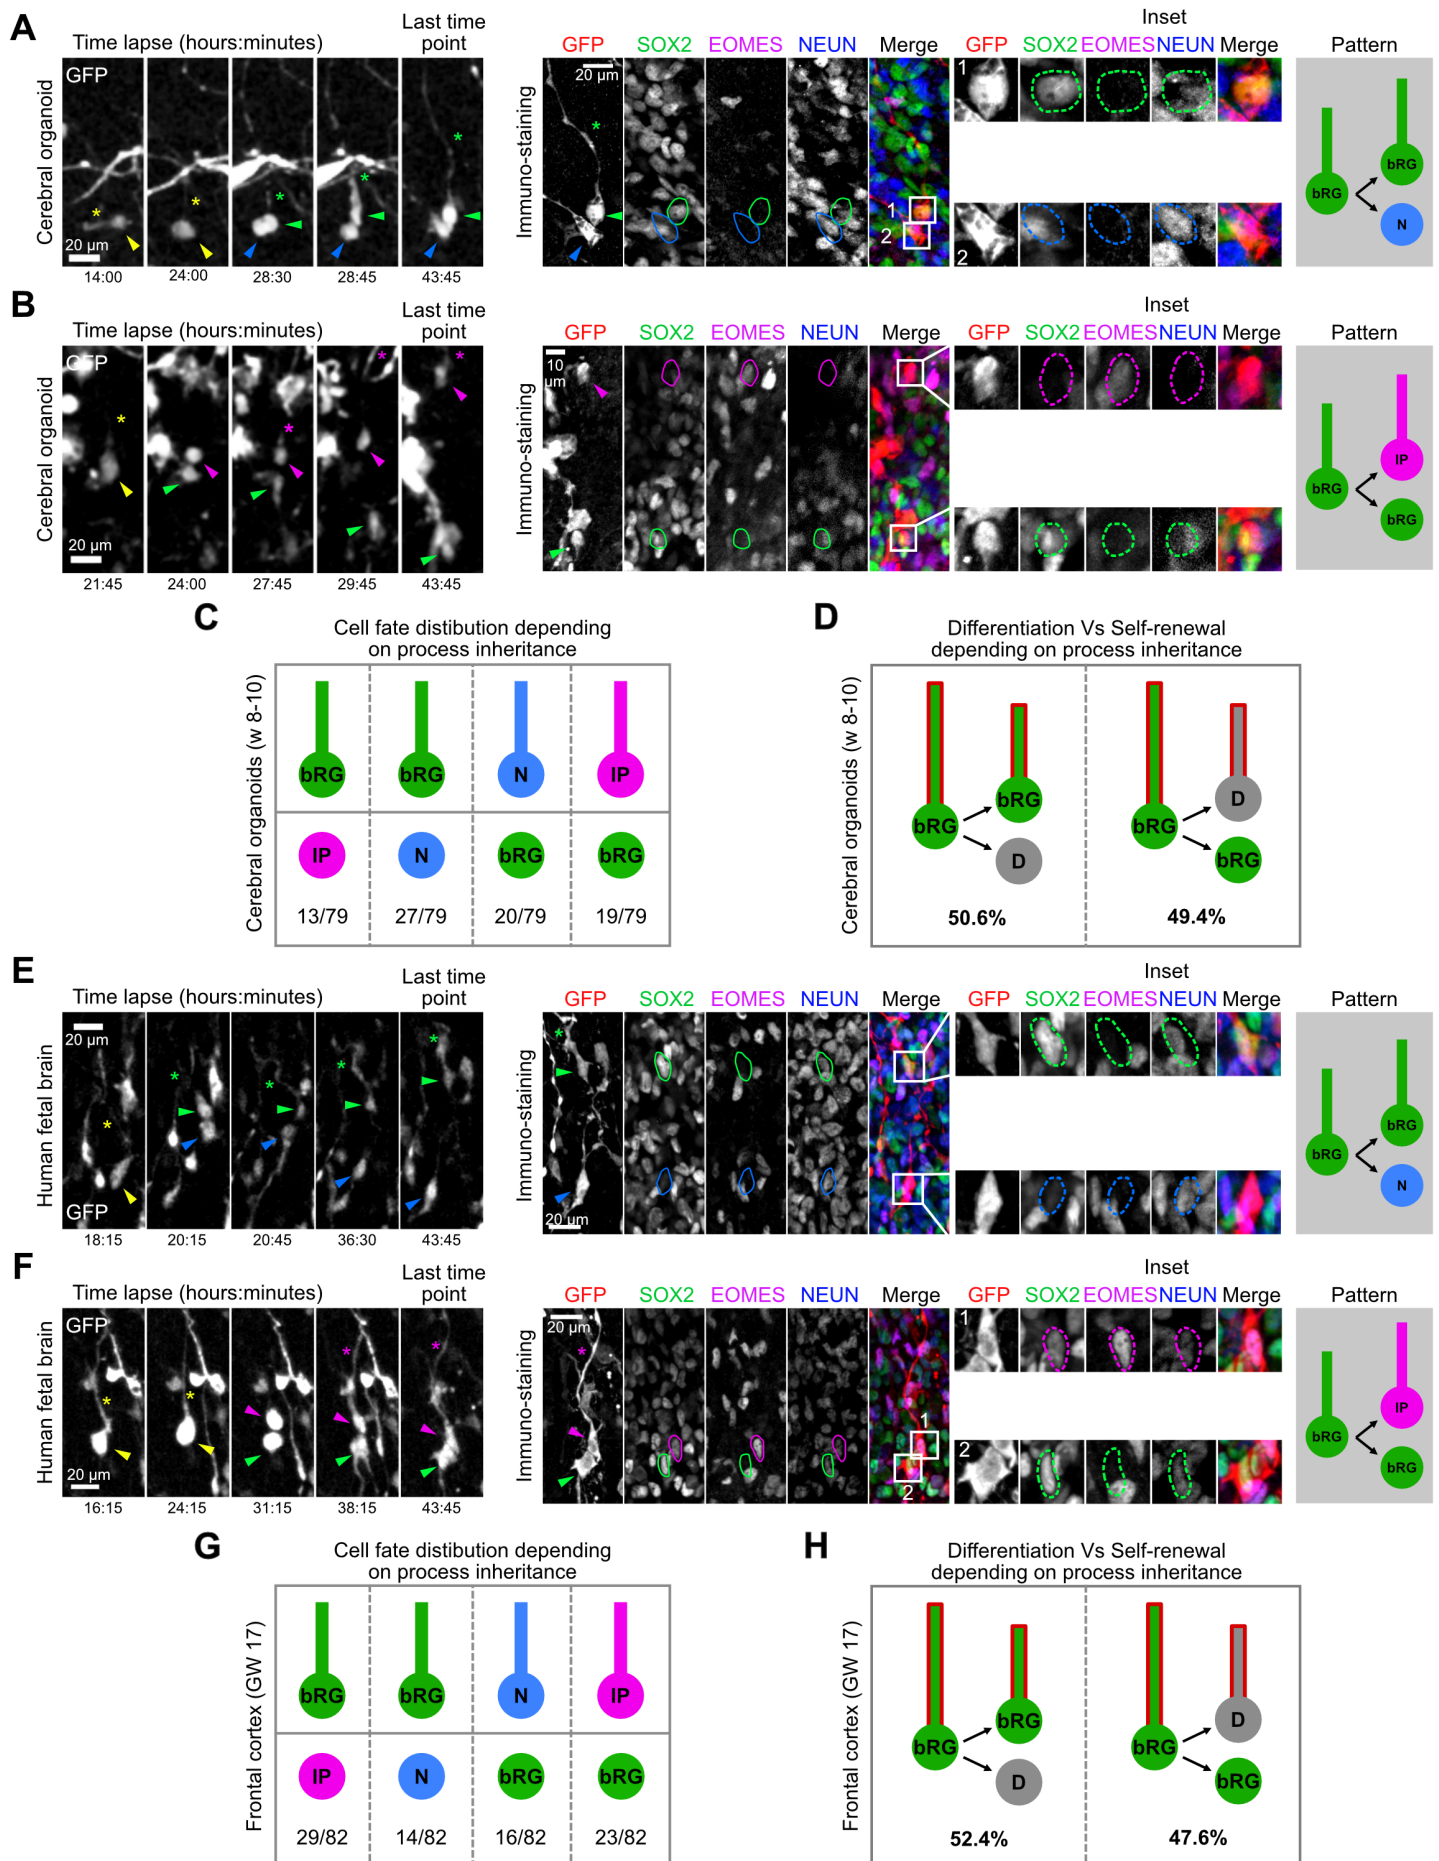 A
Time lapse (hours:minutes)
Last time
point
Cerebral organoid
GFP
20 µm
14:00
24:00
28:30
28:45
43:45
Immuno-staining
GFP
SOX2
EOMES
NEUN
Merge
20 µm
1
2
Inset
GFP
SOX2
EOMES
NEUN
Merge
1
2
Pattern
bRG
bRG
N
B
Time lapse (hours:minutes)
Last time
point
Cerebral organoid
GFP
20 µm
21:45
24:00
27:45
29:45
43:45
Immuno-staining
GFP
SOX2
EOMES
NEUN
Merge
10
µm
Inset
GFP
SOX2
EOMES
NEUN
Merge
Pattern
bRG
IP
bRG
C
Cell fate distibution depending
on process inheritance
Cerebral organoids (w 8-10)
bRG
bRG
N
IP
IP
N
bRG
bRG
13/79
27/79
20/79
19/79
D
Differentiation Vs Self-renewal
depending on process inheritance
Cerebral organoids (w 8-10)
bRG
bRG
D
50.6%
bRG
D
bRG
49.4%
E
Time lapse (hours:minutes)
Last time
point
Human fetal brain
20 µm
GFP
18:15
20:15
20:45
36:30
43:45
Immuno-staining
GFP
SOX2
EOMES
NEUN
Merge
20 µm
Inset
GFP
SOX2
EOMES
NEUN
Merge
Pattern
bRG
bRG
N
F
Time lapse (hours:minutes)
Last time
point
Human fetal brain
GFP
20 µm
16:15
24:15
31:15
38:15
43:45
Immuno-staining
GFP
SOX2
EOMES
NEUN
Merge
20 µm
1
2
Inset
GFP
SOX2
EOMES
NEUN
Merge
1
2
Pattern
bRG
IP
bRG
G
Cell fate distibution depending
on process inheritance
Frontal cortex (GW 17)
bRG
bRG
N
IP
IP
N
bRG
bRG
29/82
14/82
16/82
23/82
H
Differentiation Vs Self-renewal
depending on process inheritance
Frontal cortex (GW 17)
bRG
bRG
D
52.4%
bRG
D
bRG
47.6%